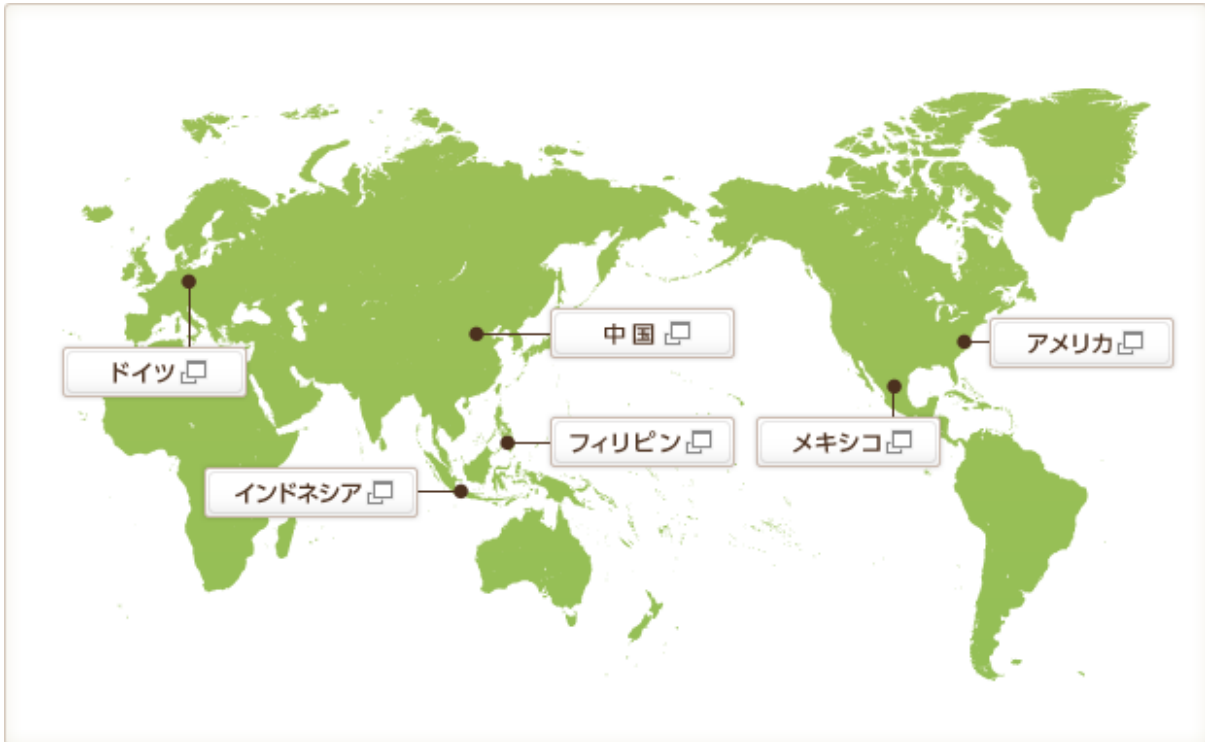 中国
アメリカ
ドイツ
フィリピン
メキシコ
インドネシア